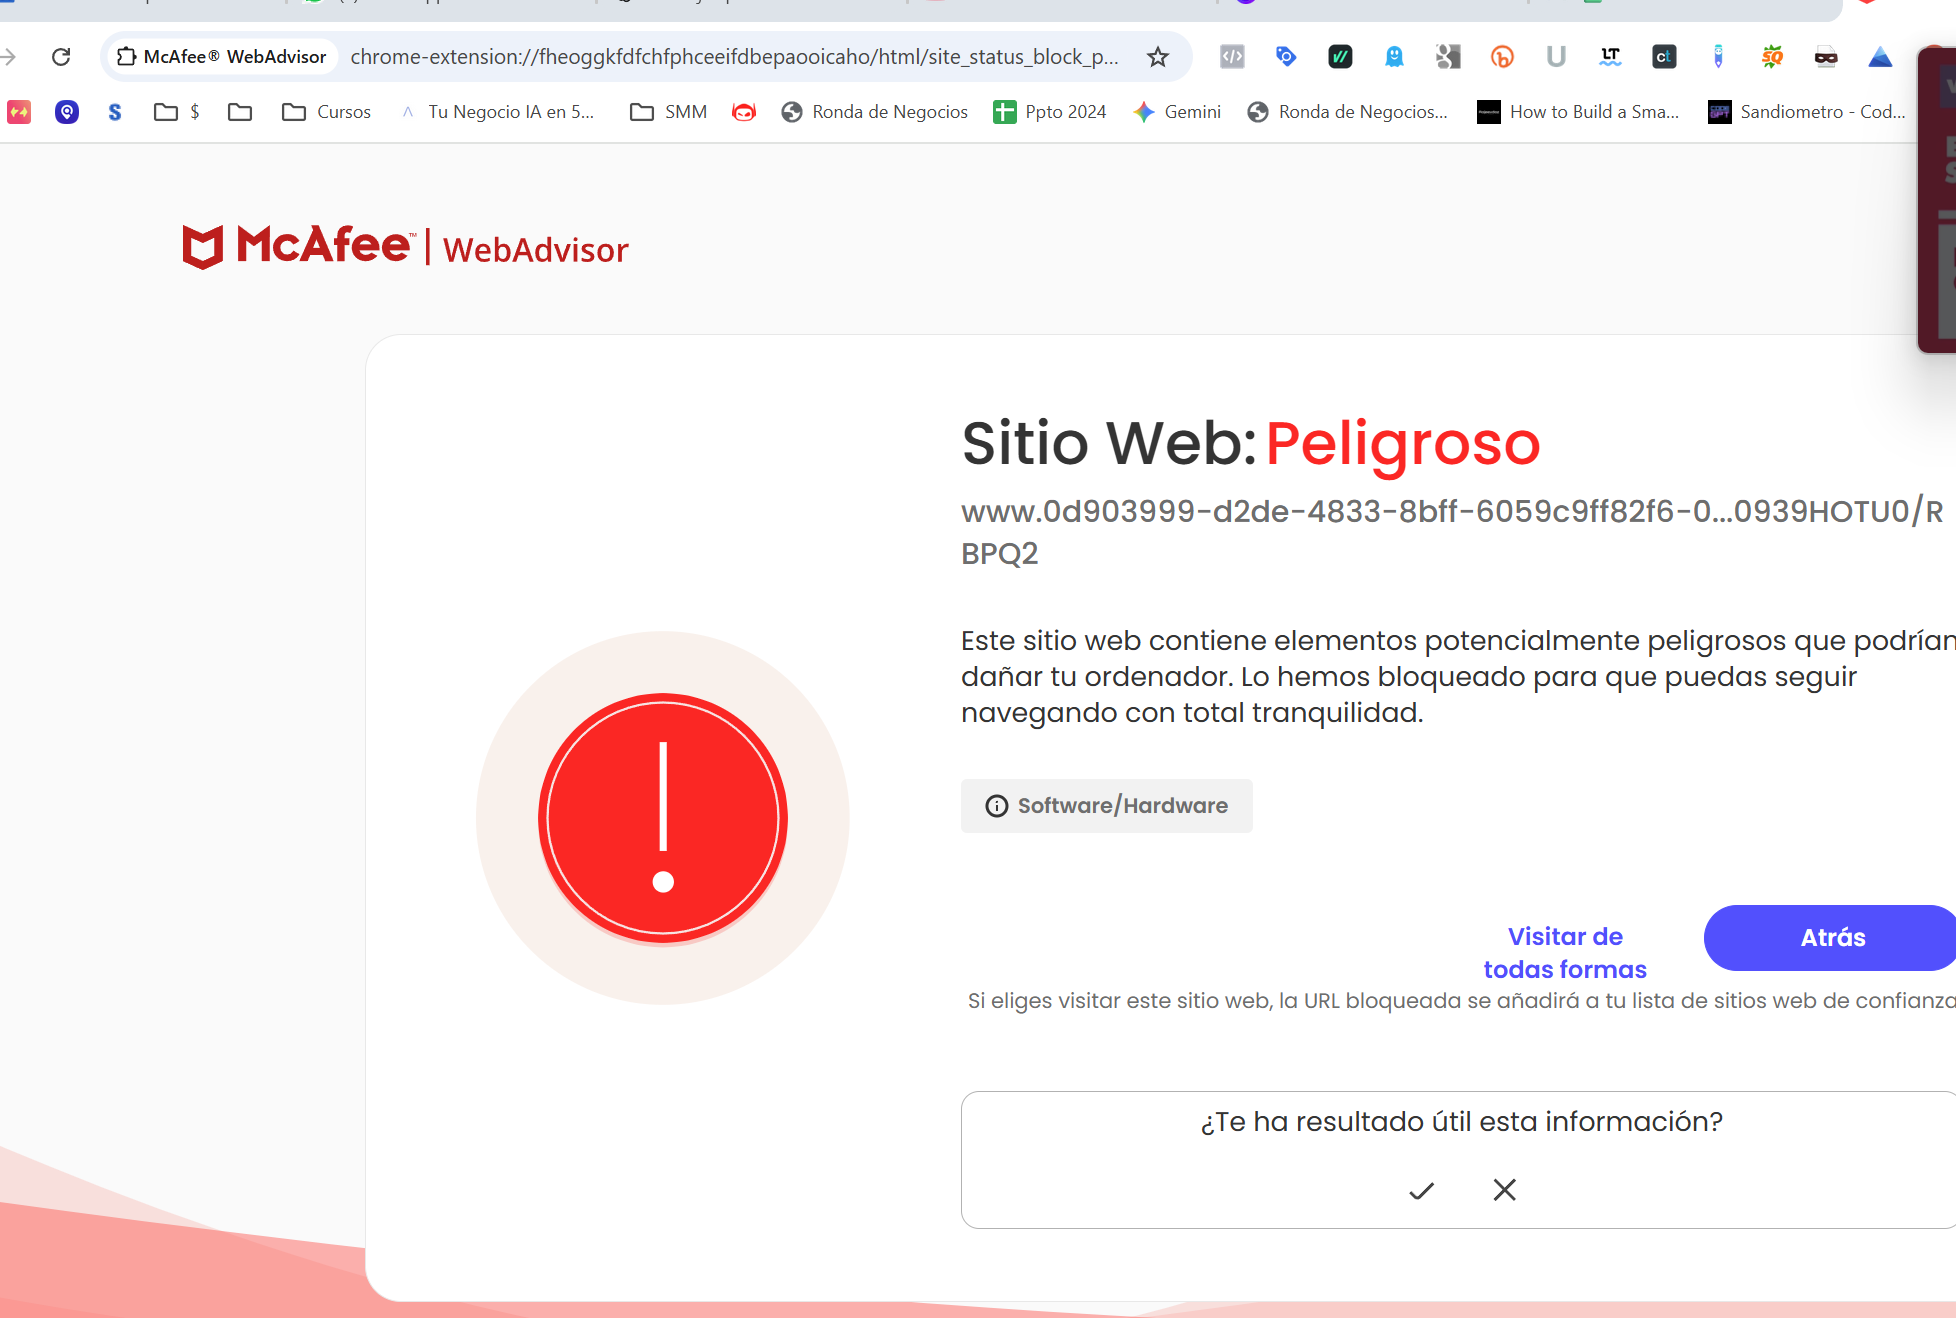 McAfee® WebAdvisor chrome-extension://fheoggkfdfchfphceeifdbepaooicaho/html/site_status_block_p...
$ Cursos Tu Negocio IA en 5... SMM Ronda de Negocios Ppto 2024 Gemini Ronda de Negocios... How to Build a Sma... Sandiometro - Cod...
McAfee™ | WebAdvisor
Sitio Web: Peligroso
www.0d903999-d2de-4833-8bff-6059c9ff82f6-0...0939HOTU0/R
BPQ2
Este sitio web contiene elementos potencialmente peligrosos que podrían
dañar tu ordenador. Lo hemos bloqueado para que puedas seguir
navegando con total tranquilidad.
Software/Hardware
Visitar de
todas formas
Atrás
Si eliges visitar este sitio web, la URL bloqueada se añadirá a tu lista de sitios web de confianza
¿Te ha resultado útil esta información?